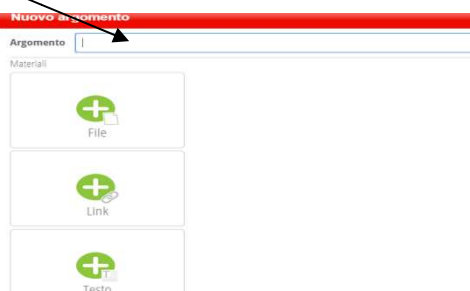 Nuovo argomento
Argomento
Materiali
File
Link
Testo